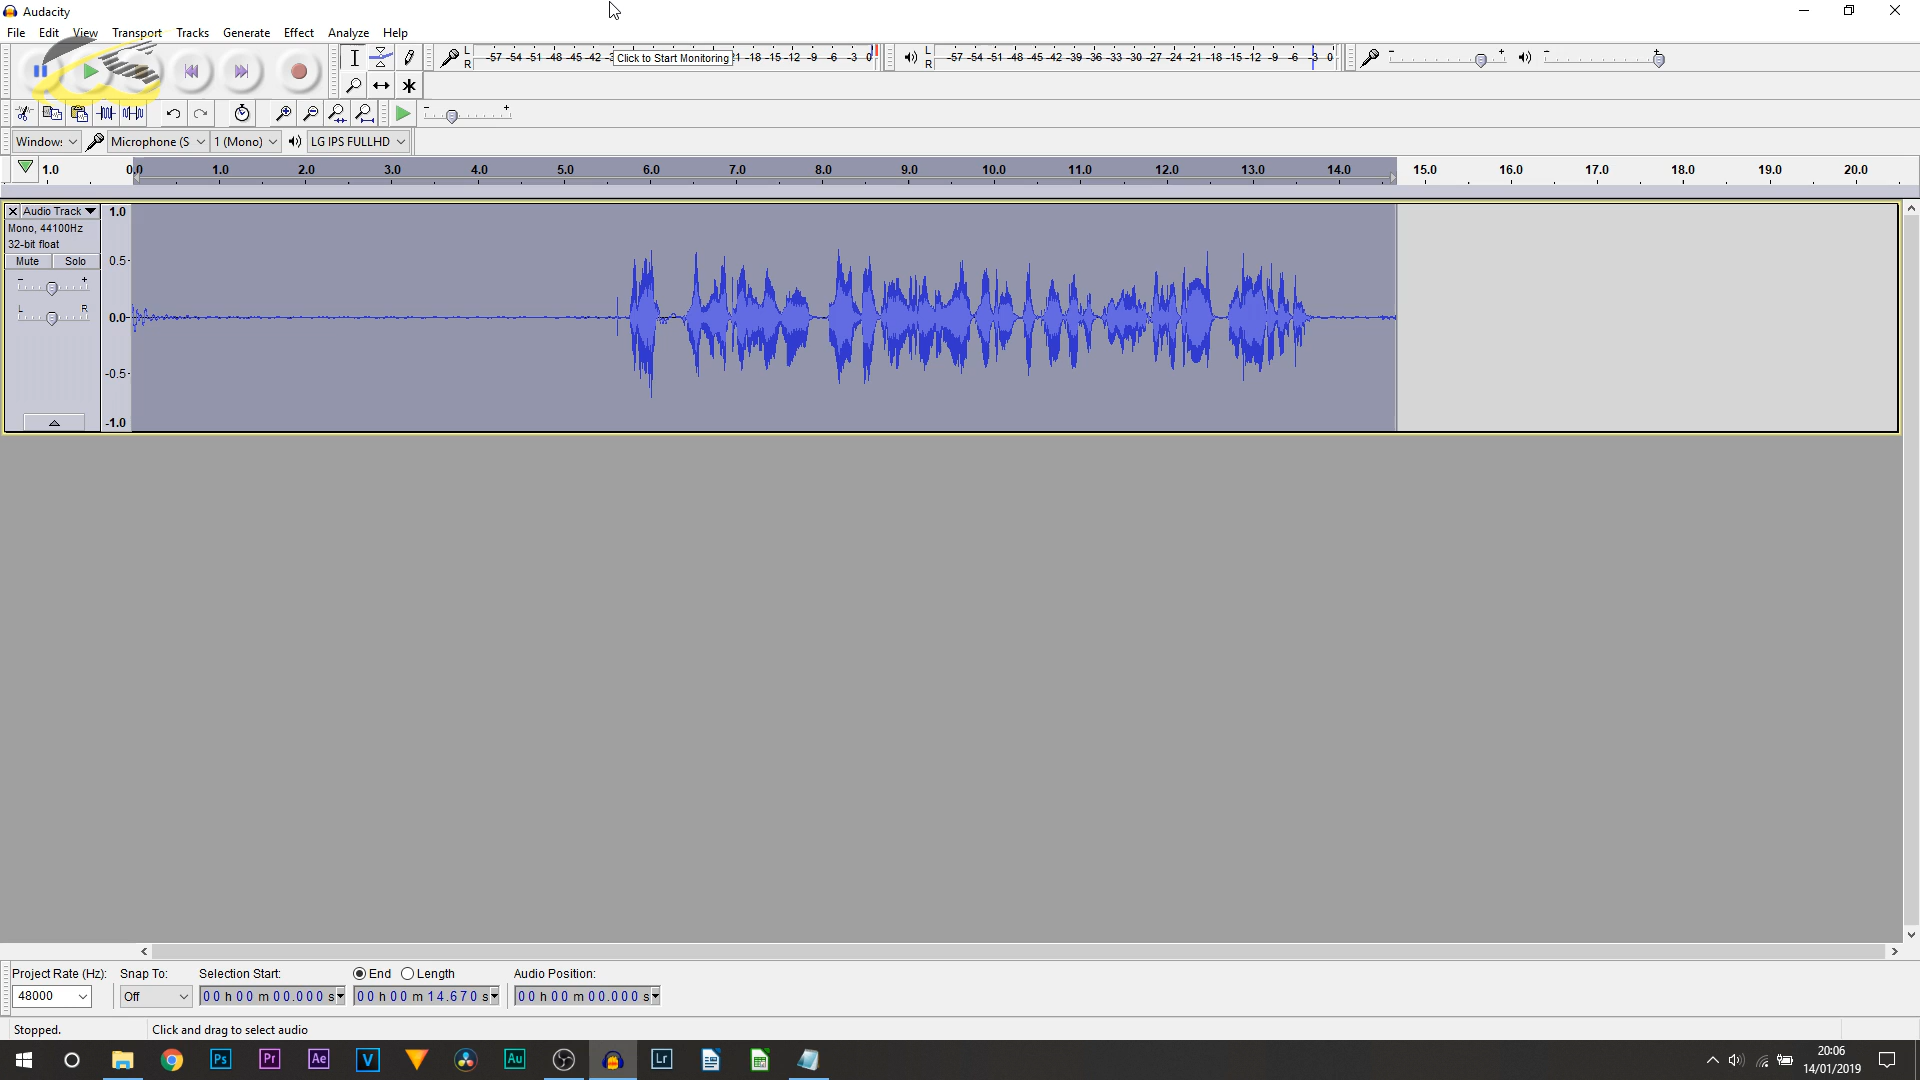 Audacity
File Edit View Transport Tracks Generate Effect Analyze Help
L
R
-57 -54 -51 -48 -45 -42 -3 Click to Start Monitoring 21 -18 -15 -12 -9 -6 -3 0
L
R
-57 -54 -51 -48 -45 -42 -39 -36 -33 -30 -27 -24 -21 -18 -15 -12 -9 -6 -3 0
Windows Microphone (S 1 (Mono) LG IPS FULLHD
1.0 0.0 1.0 2.0 3.0 4.0 5.0 6.0 7.0 8.0 9.0 10.0 11.0 12.0 13.0 14.0 15.0 16.0 17.0 18.0 19.0 20.0
Audio Track 1.0
Mono, 44100Hz
32-bit float
Mute Solo 0.5
L R
0.0
-0.5
-1.0
Project Rate (Hz): Snap To: Selection Start: End Length Audio Position:
48000 Off 00 h 00 m 00.000 s 00 h 00 m 14.670 s 00 h 00 m 00.000 s
Stopped. Click and drag to select audio
Ps Pr Ae V Au Lr
20:06
14/01/2019